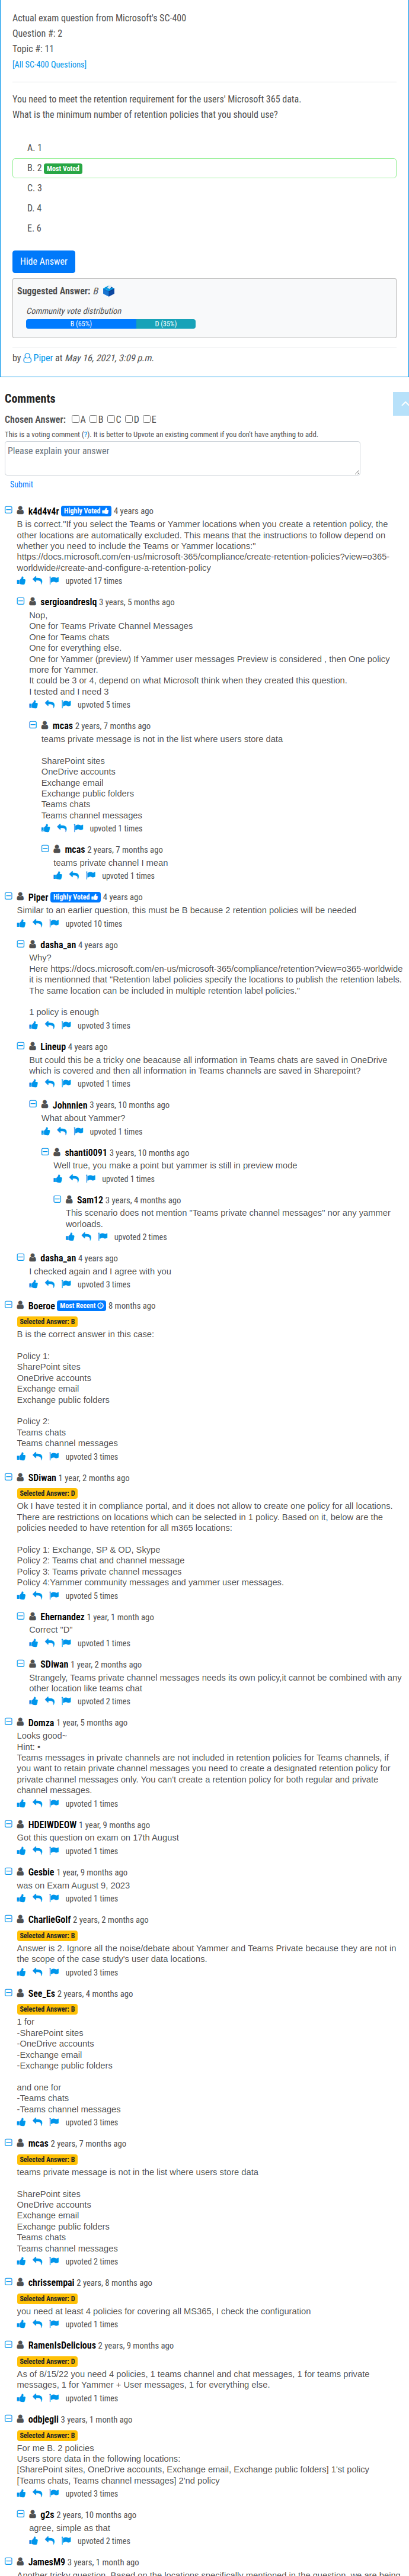 Actual exam question from Microsoft's SC-400
Question #: 2
Topic #: 11
[All SC-400 Questions]
You need to meet the retention requirement for the users' Microsoft 365 data.
What is the minimum number of retention policies that you should use?
A. 1
B. 2 Most Voted
C. 3
D. 4
E. 6
Hide Answer
Suggested Answer: B
Community vote distribution
B (65%) D (35%)
by Piper at May 16, 2021, 3:09 p.m.
Comments
Chosen Answer: A B C D E
This is a voting comment (?). It is better to Upvote an existing comment if you don't have anything to add.
Please explain your answer
Submit
k4d4v4r Highly Voted 4 years ago
B is correct."If you select the Teams or Yammer locations when you create a retention policy, the
other locations are automatically excluded. This means that the instructions to follow depend on
whether you need to include the Teams or Yammer locations:"
https://docs.microsoft.com/en-us/microsoft-365/compliance/create-retention-policies?view=o365-
worldwide#create-and-configure-a-retention-policy
upvoted 17 times
sergioandreslq 3 years, 5 months ago
Nop,
One for Teams Private Channel Messages
One for Teams chats
One for everything else.
One for Yammer (preview) If Yammer user messages Preview is considered , then One policy
more for Yammer.
It could be 3 or 4, depend on what Microsoft think when they created this question.
I tested and I need 3
upvoted 5 times
mcas 2 years, 7 months ago
teams private message is not in the list where users store data
SharePoint sites
OneDrive accounts
Exchange email
Exchange public folders
Teams chats
Teams channel messages
upvoted 1 times
mcas 2 years, 7 months ago
teams private channel I mean
upvoted 1 times
Piper Highly Voted 4 years ago
Similar to an earlier question, this must be B because 2 retention policies will be needed
upvoted 10 times
dasha_an 4 years ago
Why?
Here https://docs.microsoft.com/en-us/microsoft-365/compliance/retention?view=o365-worldwide
it is mentionned that "Retention label policies specify the locations to publish the retention labels.
The same location can be included in multiple retention label policies."
1 policy is enough
upvoted 3 times
Lineup 4 years ago
But could this be a tricky one beacause all information in Teams chats are saved in OneDrive
which is covered and then all information in Teams channels are saved in Sharepoint?
upvoted 1 times
Johnnien 3 years, 10 months ago
What about Yammer?
upvoted 1 times
shanti0091 3 years, 10 months ago
Well true, you make a point but yammer is still in preview mode
upvoted 1 times
Sam12 3 years, 4 months ago
This scenario does not mention "Teams private channel messages" nor any yammer
worloads.
upvoted 2 times
dasha_an 4 years ago
I checked again and I agree with you
upvoted 3 times
Boeroe Most Recent 8 months ago
Selected Answer: B
B is the correct answer in this case:
Policy 1:
SharePoint sites
OneDrive accounts
Exchange email
Exchange public folders
Policy 2:
Teams chats
Teams channel messages
upvoted 3 times
SDiwan 1 year, 2 months ago
Selected Answer: D
Ok I have tested it in compliance portal, and it does not allow to create one policy for all locations.
There are restrictions on locations which can be selected in 1 policy. Based on it, below are the
policies needed to have retention for all m365 locations:
Policy 1: Exchange, SP & OD, Skype
Policy 2: Teams chat and channel message
Policy 3: Teams private channel messages
Policy 4:Yammer community messages and yammer user messages.
upvoted 5 times
Ehernandez 1 year, 1 month ago
Correct "D"
upvoted 1 times
SDiwan 1 year, 2 months ago
Strangely, Teams private channel messages needs its own policy,it cannot be combined with any
other location like teams chat
upvoted 2 times
Domza 1 year, 5 months ago
Looks good~
Hint: •
Teams messages in private channels are not included in retention policies for Teams channels, if
you want to retain private channel messages you need to create a designated retention policy for
private channel messages only. You can't create a retention policy for both regular and private
channel messages.
upvoted 1 times
HDEIWDEOW 1 year, 9 months ago
Got this question on exam on 17th August
upvoted 1 times
Gesbie 1 year, 9 months ago
was on Exam August 9, 2023
upvoted 1 times
CharlieGolf 2 years, 2 months ago
Selected Answer: B
Answer is 2. Ignore all the noise/debate about Yammer and Teams Private because they are not in
the scope of the case study's user data locations.
upvoted 3 times
See_Es 2 years, 4 months ago
Selected Answer: B
1 for
-SharePoint sites
-OneDrive accounts
-Exchange email
-Exchange public folders
and one for
-Teams chats
-Teams channel messages
upvoted 3 times
mcas 2 years, 7 months ago
Selected Answer: B
teams private message is not in the list where users store data
SharePoint sites
OneDrive accounts
Exchange email
Exchange public folders
Teams chats
Teams channel messages
upvoted 2 times
chrissempai 2 years, 8 months ago
Selected Answer: D
you need at least 4 policies for covering all MS365, I check the configuration
upvoted 1 times
RamenIsDelicious 2 years, 9 months ago
Selected Answer: D
As of 8/15/22 you need 4 policies, 1 teams channel and chat messages, 1 for teams private
messages, 1 for Yammer + User messages, 1 for everything else.
upvoted 1 times
odbjegli 3 years, 1 month ago
Selected Answer: B
For me B. 2 policies
Users store data in the following locations:
[SharePoint sites, OneDrive accounts, Exchange email, Exchange public folders] 1'st policy
[Teams chats, Teams channel messages] 2'nd policy
upvoted 3 times
g2s 2 years, 10 months ago
agree, simple as that
upvoted 2 times
JamesM9 3 years, 1 month ago
Another tricky question. Based on the locations specifically mentioned in the question, we are being